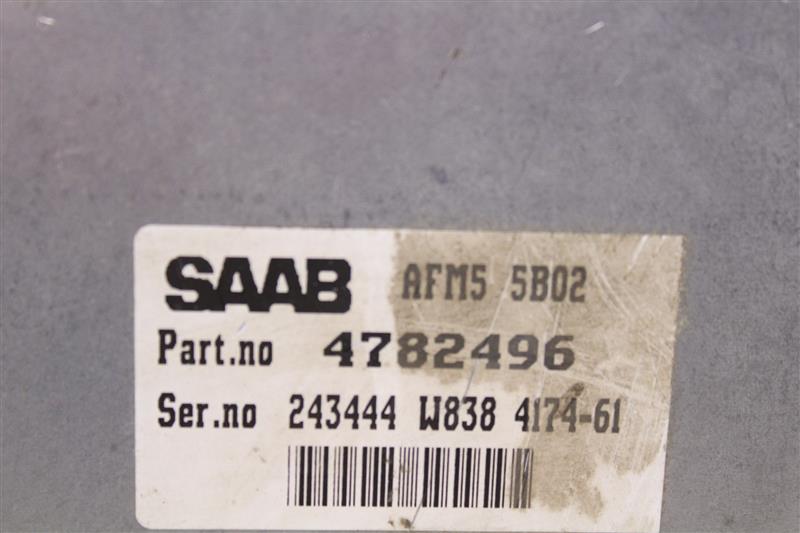 SAAB AFM5 5B02
Part.no 4782496
Ser.no 243444 W838 4174-61